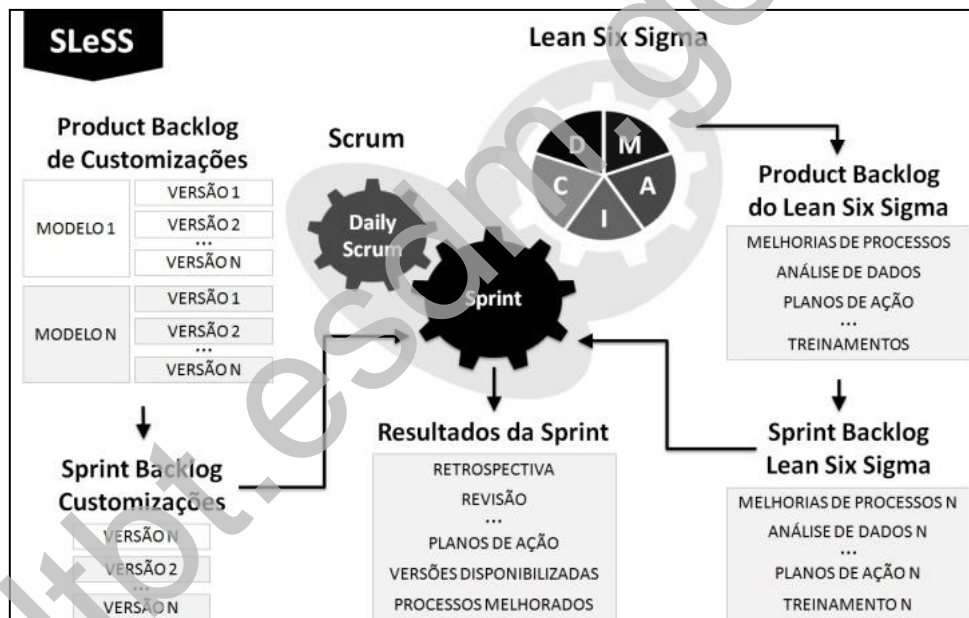 SLeSS
Product Backlog
de Customizações
MODELO 1
VERSÃO 1
VERSÃO 2
...
VERSÃO N
MODELO N
VERSÃO 1
VERSÃO 2
...
VERSÃO N
Sprint Backlog
Customizações
VERSÃO N
VERSÃO 2
...
VERSÃO N
Scrum
Daily
Scrum
Sprint
Lean Six Sigma
D
M
A
I
C
Resultados da Sprint
RETROSPECTIVA
REVISÃO
...
PLANOS DE AÇÃO
VERSÕES DISPONIBILIZADAS
PROCESSOS MELHORADOS
Product Backlog
do Lean Six Sigma
MELHORIAS DE PROCESSOS
ANÁLISE DE DADOS
PLANOS DE AÇÃO
...
TREINAMENTOS
Sprint Backlog
Lean Six Sigma
MELHORIAS DE PROCESSOS N
ANÁLISE DE DADOS N
...
PLANOS DE AÇÃO N
TREINAMENTO N